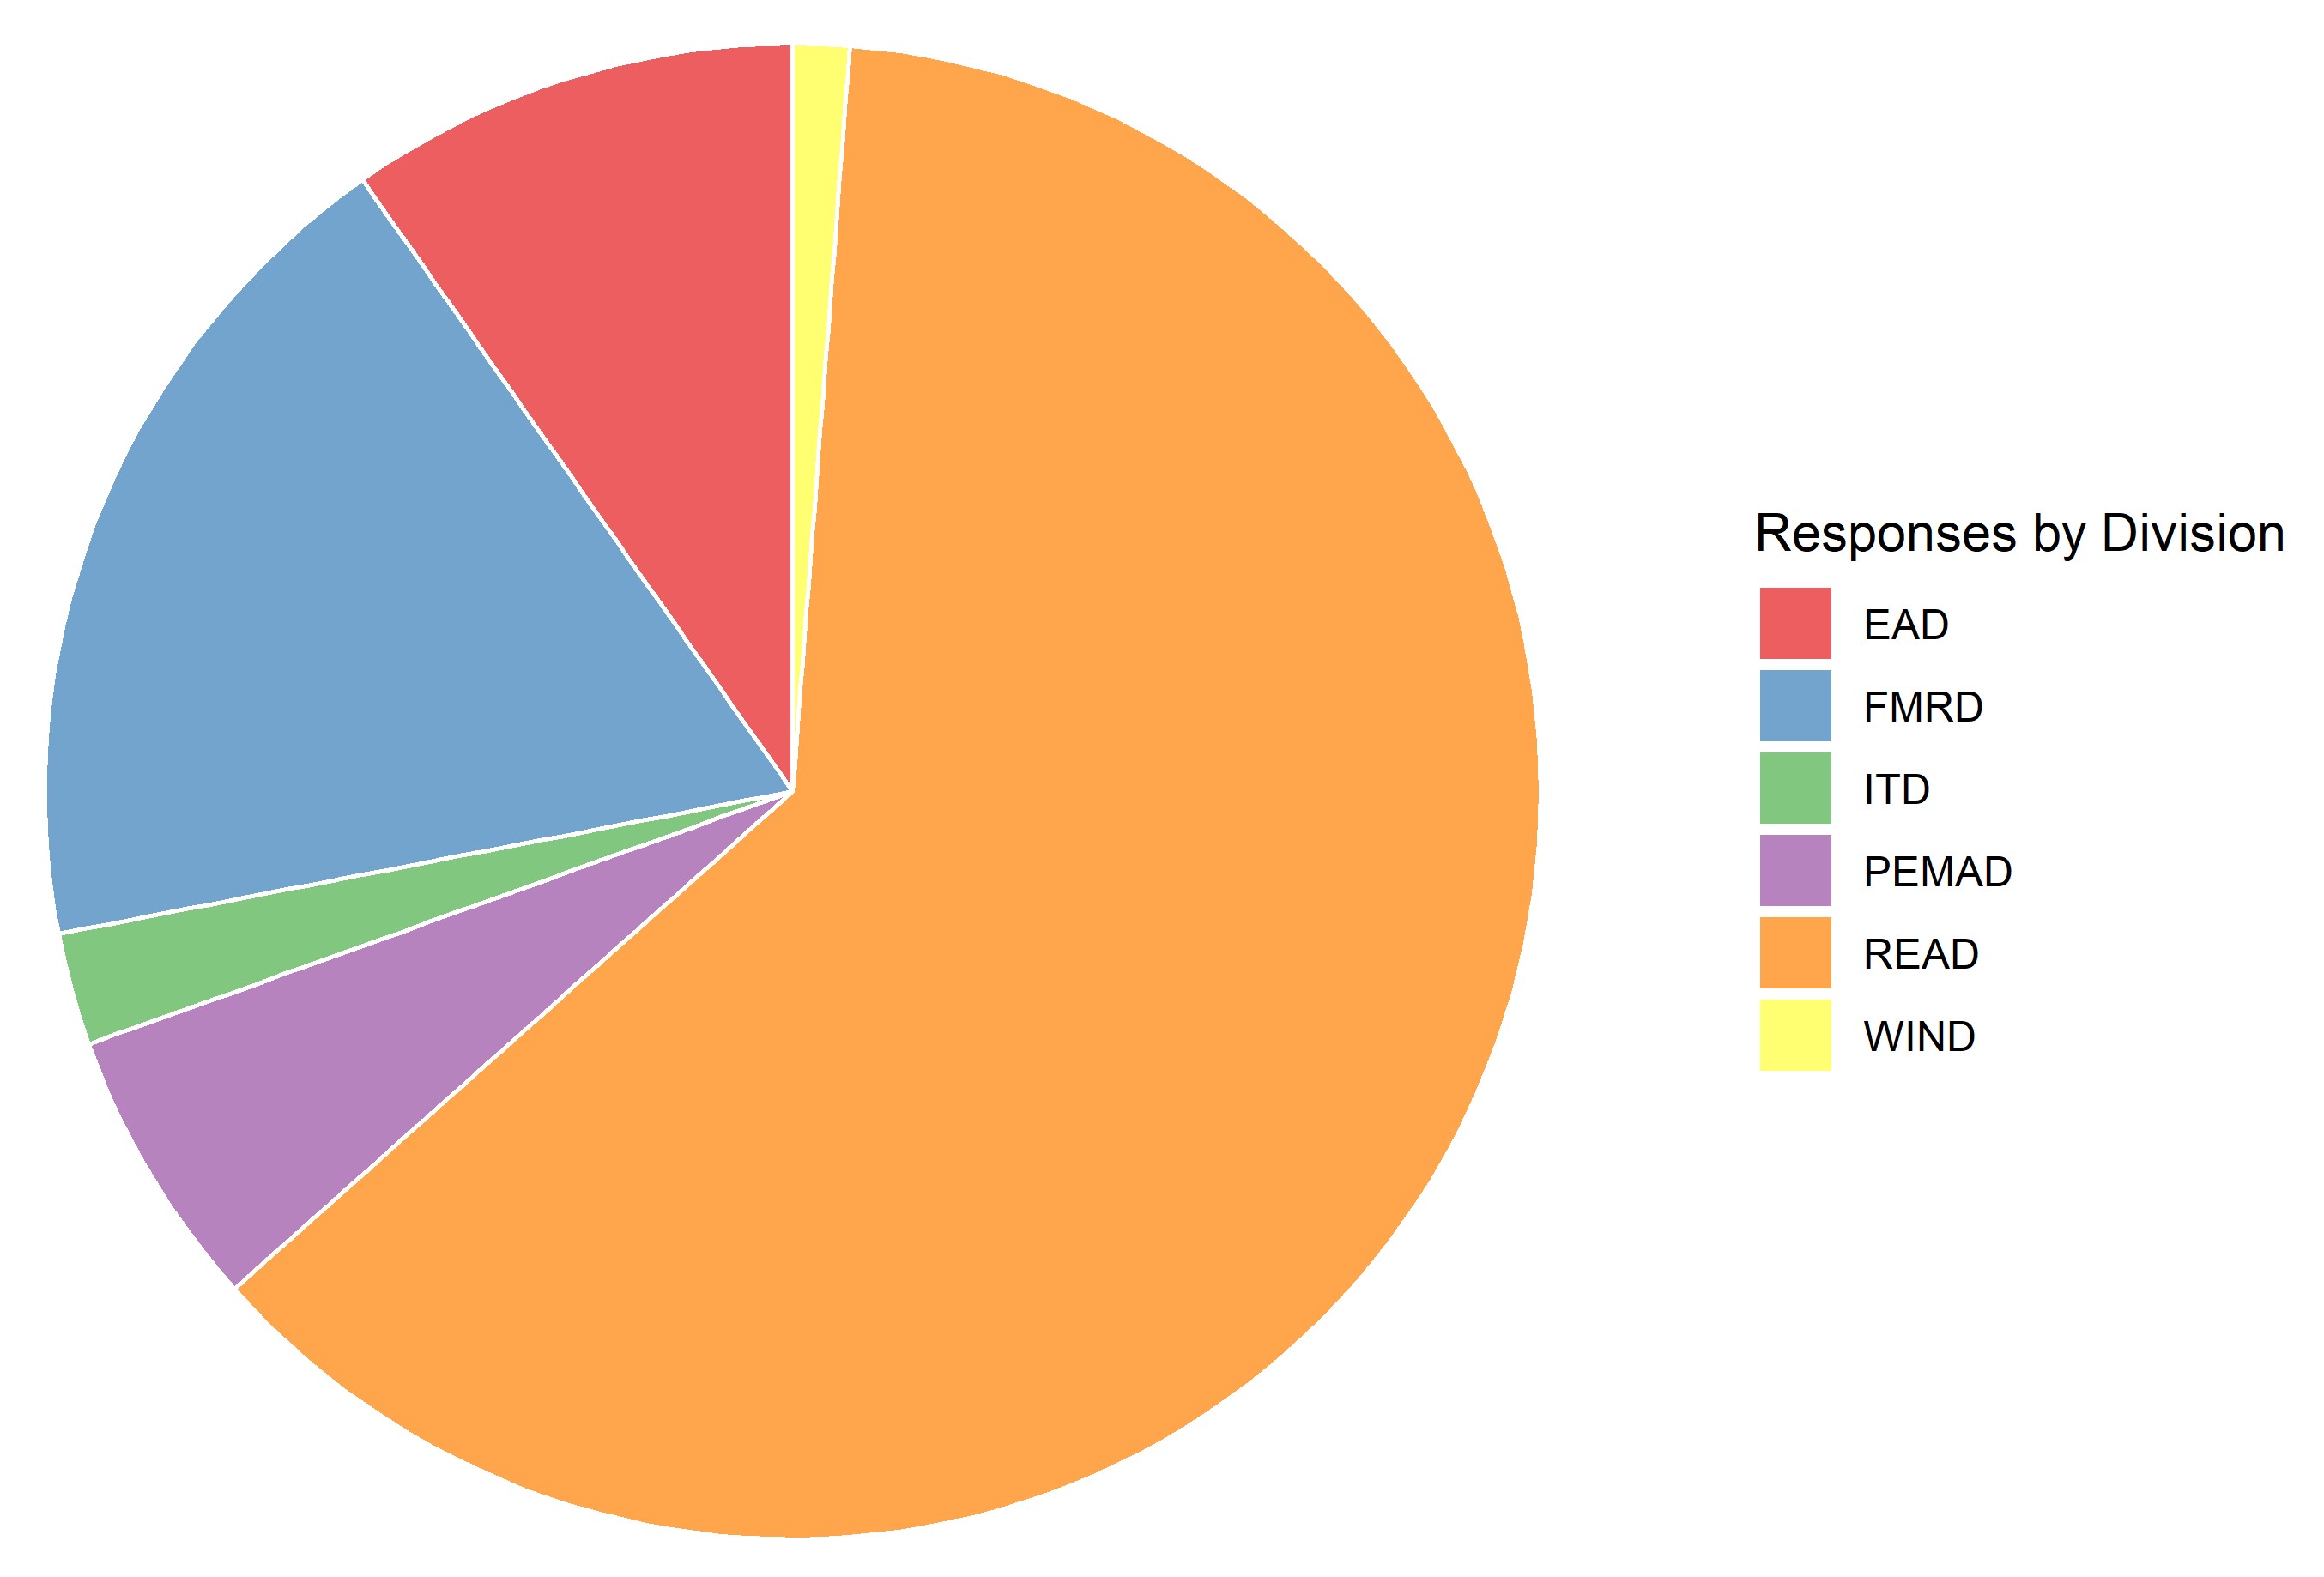 Responses by Division
EAD
FMRD
ITD
PEMAD
READ
WIND